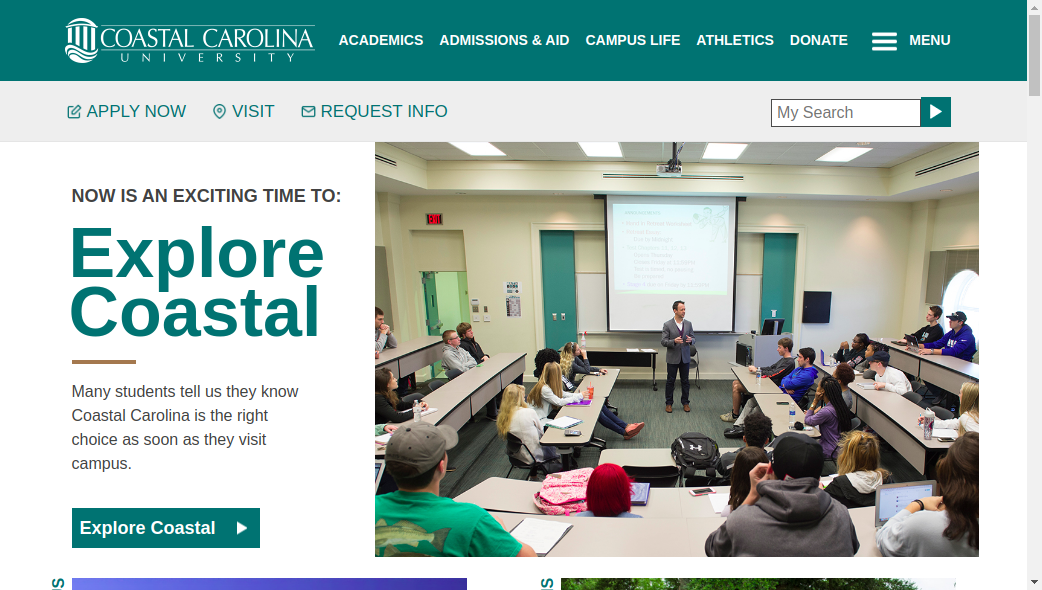 COASTAL CAROLINA
UNIVERSITY
ACADEMICS ADMISSIONS & AID CAMPUS LIFE ATHLETICS DONATE MENU
APPLY NOW VISIT REQUEST INFO
My Search
NOW IS AN EXCITING TIME TO:
Explore
Coastal
Many students tell us they know
Coastal Carolina is the right
choice as soon as they visit
campus.
Explore Coastal
EXIT